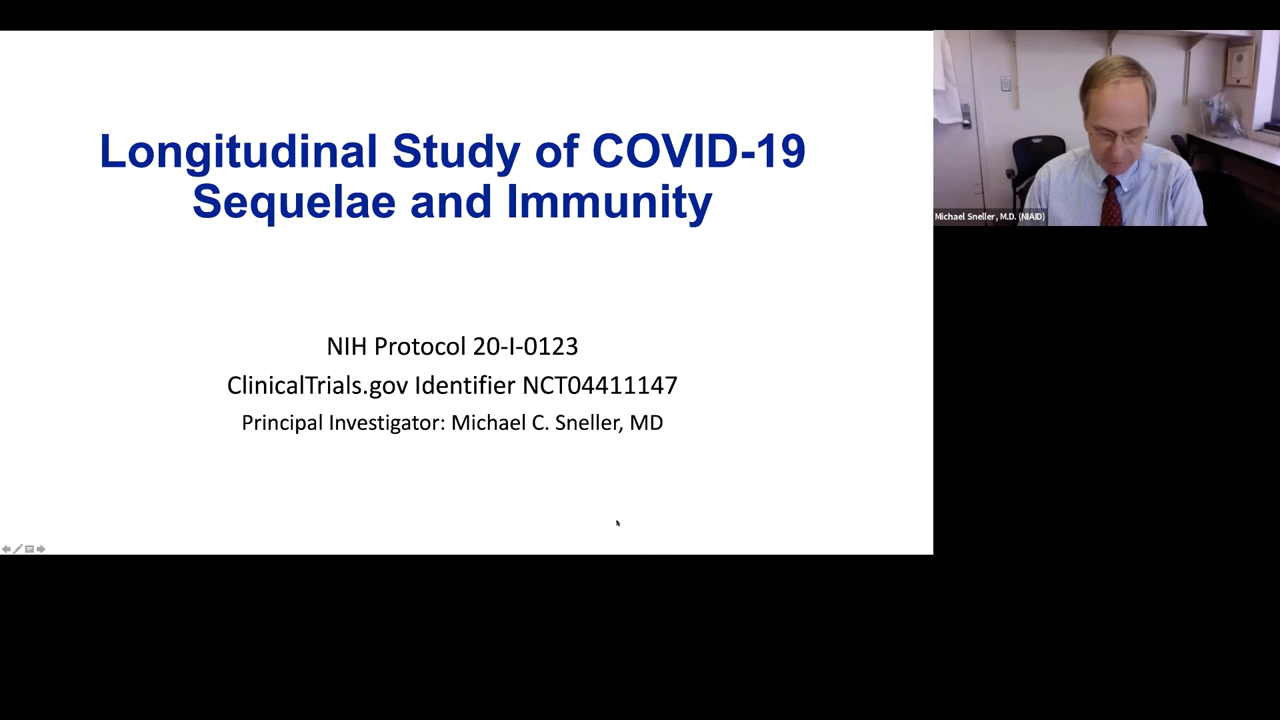 Longitudinal Study of COVID-19
Sequelae and Immunity
NIH Protocol 20-I-0123
ClinicalTrials.gov Identifier NCT04411147
Principal Investigator: Michael C. Sneller, MD
Michael Sneller, M.D. (NIAID)